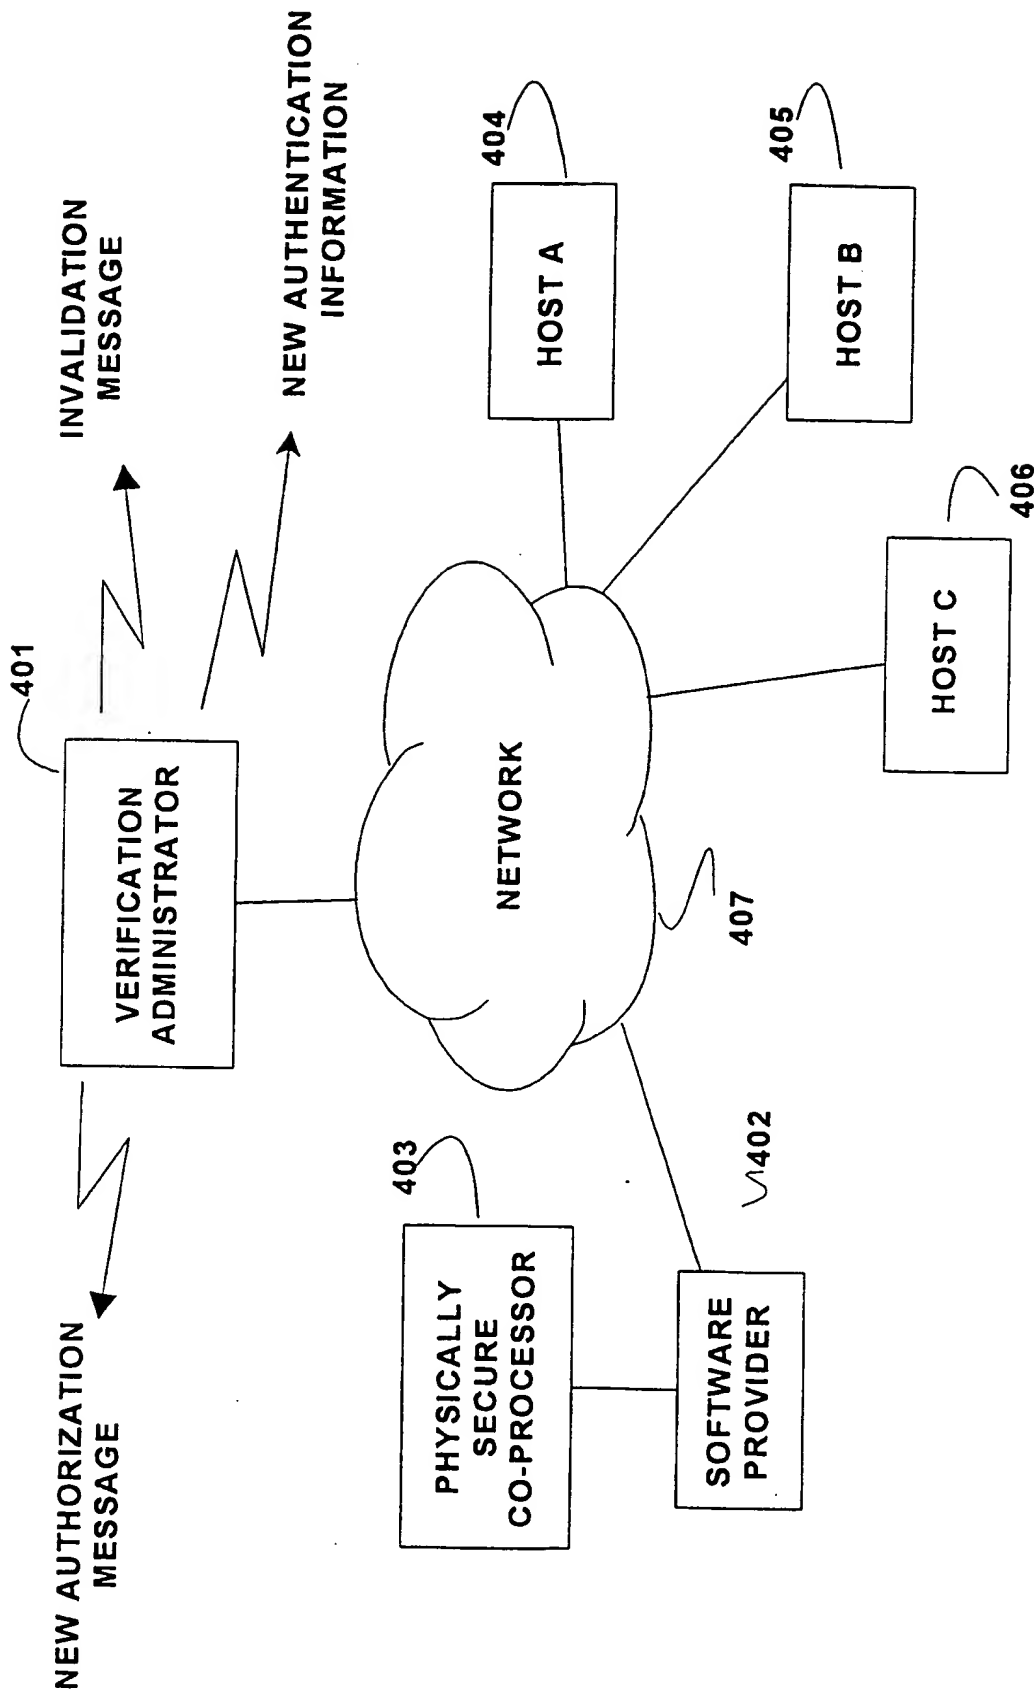 NEW AUTHORIZATION
MESSAGE
401
INVALIDATION
MESSAGE
NEW AUTHENTICATION
INFORMATION
VERIFICATION
ADMINISTRATOR
403
PHYSICALLY
SECURE
CO-PROCESSOR
NETWORK
404
HOST A
402
SOFTWARE
PROVIDER
407
405
HOST B
406
HOST C